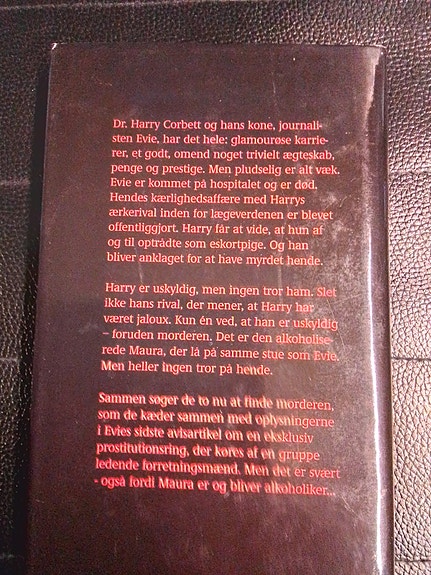 Dr. Harry Corbett og hans kone, journali-
sten Evie, har det hele: glamourøse karrie-
rer, et godt, omend noget trivielt ægteskab,
penge og prestige. Men pludselig er alt væk.
Evie er kommet på hospitalet og er død.
Hendes kærlighedsaffære med Harrys
ærkerival inden for lægeverdenen er blevet
offentliggjort. Harry får at vide, at hun af
og til optrådte som eskortpige. Og han
bliver anklaget for at have myrdet hende.
Harry er uskyldig, men ingen tror ham. Slet
ikke hans rival, der mener, at Harry har
været jaloux. Kun én ved, at han er uskyldig
– foruden morderen. Det er den alkoholise-
rede Maura, der lå på samme stue som Evie.
Men heller ingen tror på hende.
Sammen søger de to nu at finde morderen,
som de kæder sammen med oplysningerne
i Evies sidste avisartikel om en eksklusiv
prostitutionsring, der køres af en gruppe
ledende forretningsmænd. Men det er svært
- også fordi Maura er og bliver alkoholiker...